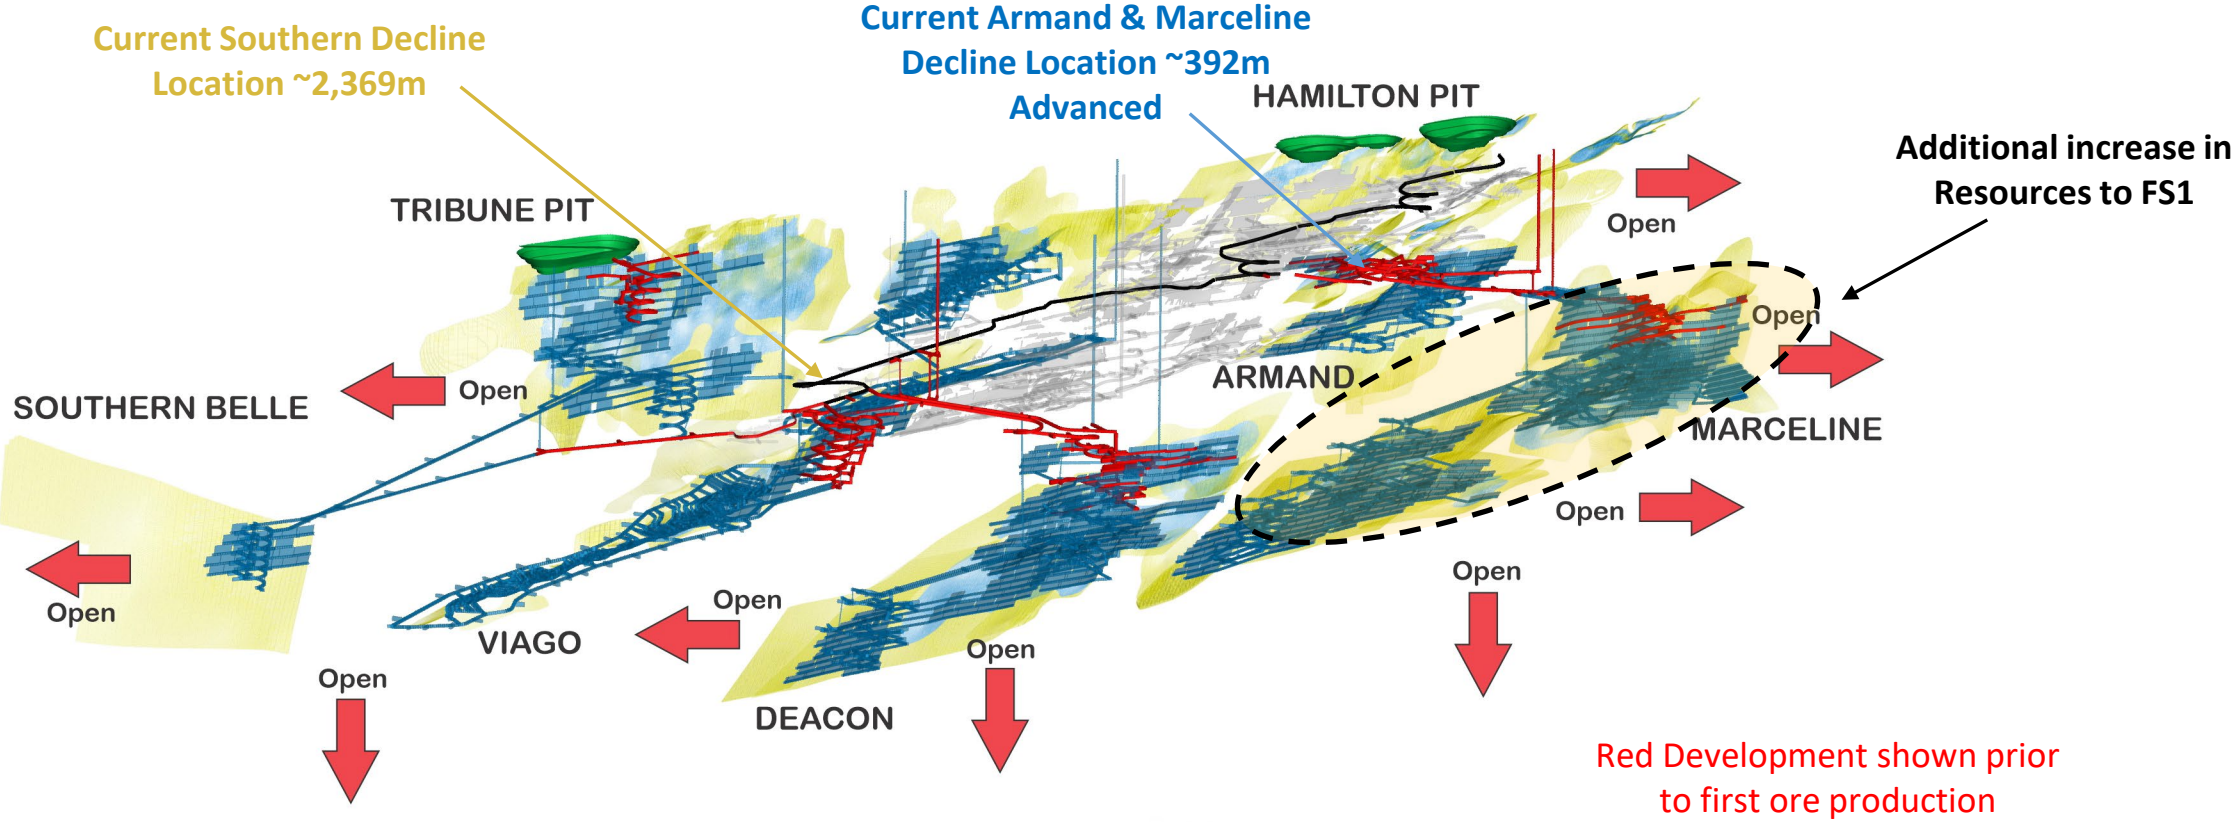 Current Southern Decline
Location ~2,369m
Current Armand & Marceline
Decline Location ~392m
Advanced
HAMILTON PIT
Additional increase in
Resources to FS1
TRIBUNE PIT
Open
Open
Open
SOUTHERN BELLE
ARMAND
MARCELINE
Open
Open
Open
Open
VIAGO
Open
Open
DEACON
Red Development shown prior
to first ore production